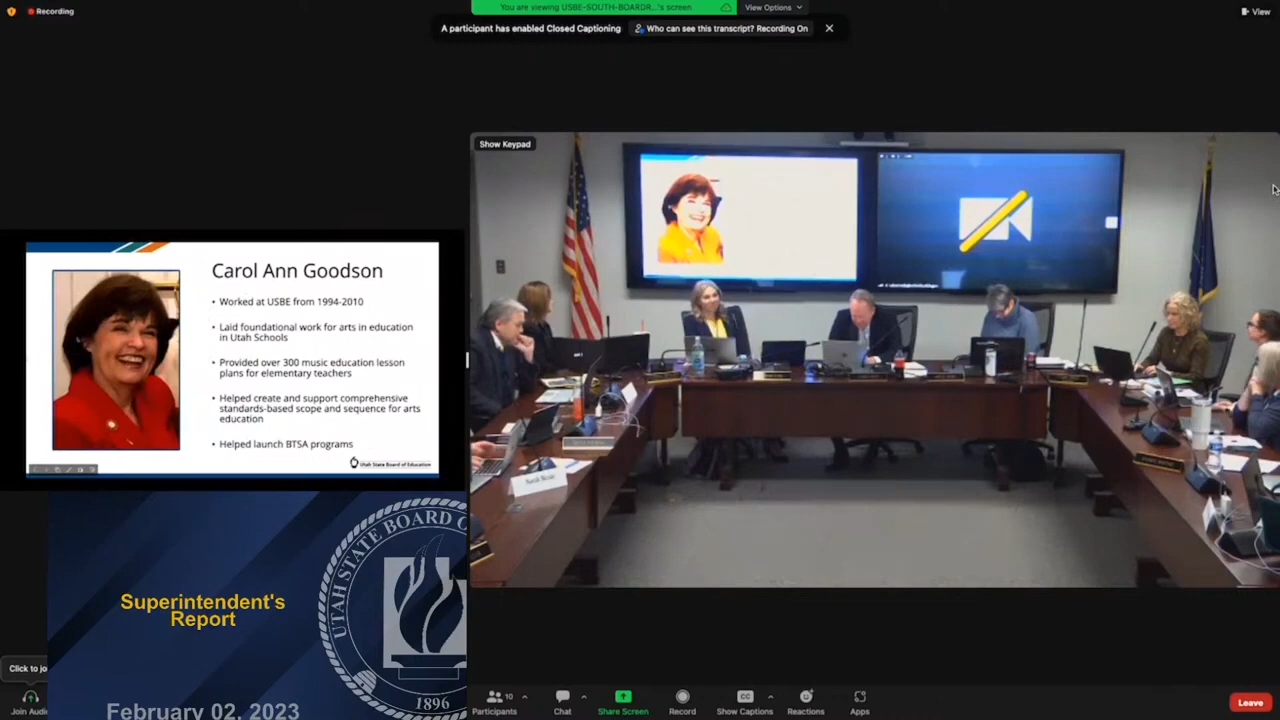 Recording
You are viewing USBE-SOUTH-BOARDR...'s screen
View Options
View
A participant has enabled Closed Captioning
Who can see this transcript? Recording On
Show Keypad
Carol Ann Goodson
• Worked at USBE from 1994-2010
• Laid foundational work for arts in education
in Utah Schools
• Provided over 300 music education lesson
plans for elementary teachers
• Helped create and support comprehensive
standards-based scope and sequence for arts
education
• Helped launch BTSA programs
Utah State Board of Education
Superintendent's
Report
UTAH STATE BOARD O
1896
February 02, 2023
Click to jo
Join Audi
Participants
10
Chat
Share Screen
Record
CC
Show Captions
Reactions
Apps
Leave